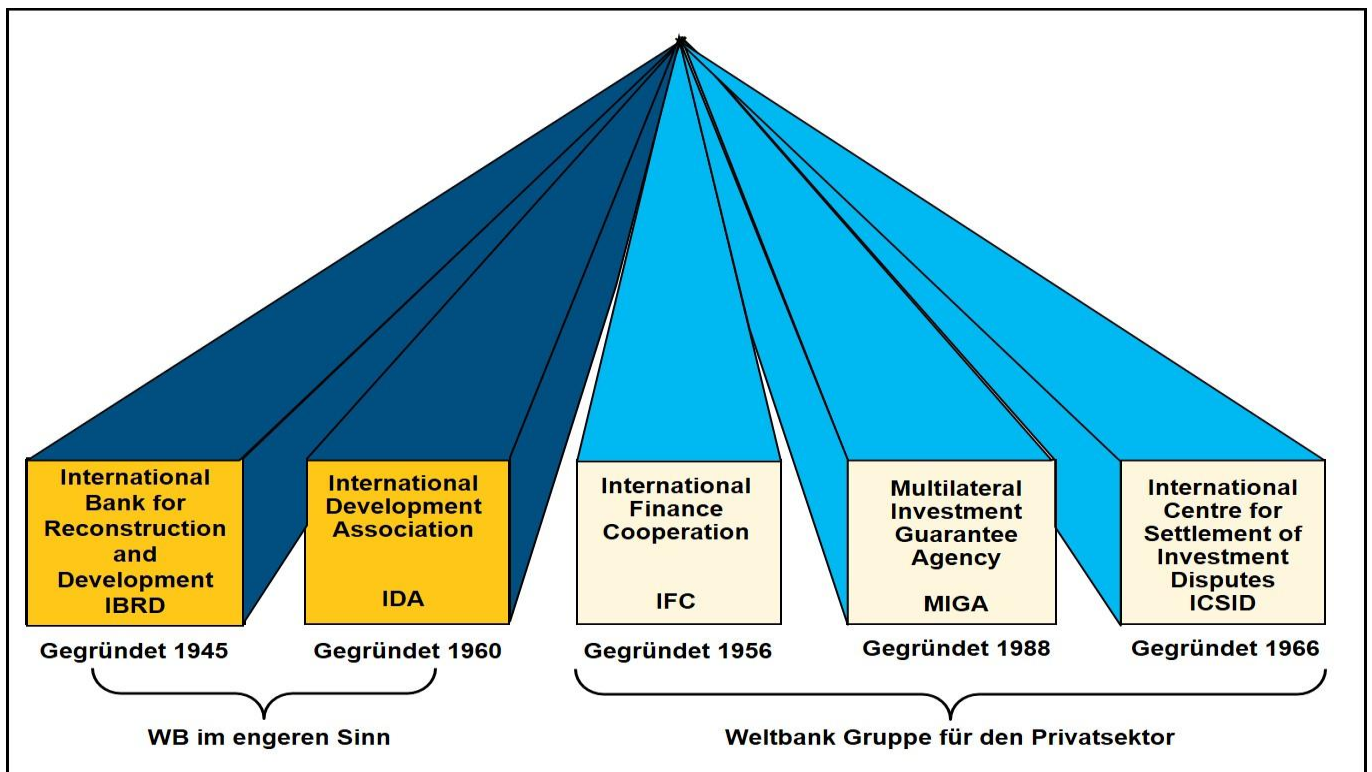 International
Bank for
Reconstruction
and
Development
IBRD
International
Development
Association
IDA
International
Finance
Cooperation
IFC
Multilateral
Investment
Guarantee
Agency
MIGA
International
Centre for
Settlement of
Investment
Disputes
ICSID
Gegründet 1945
Gegründet 1960
Gegründet 1956
Gegründet 1988
Gegründet 1966
WB im engeren Sinn
Weltbank Gruppe für den Privatsektor